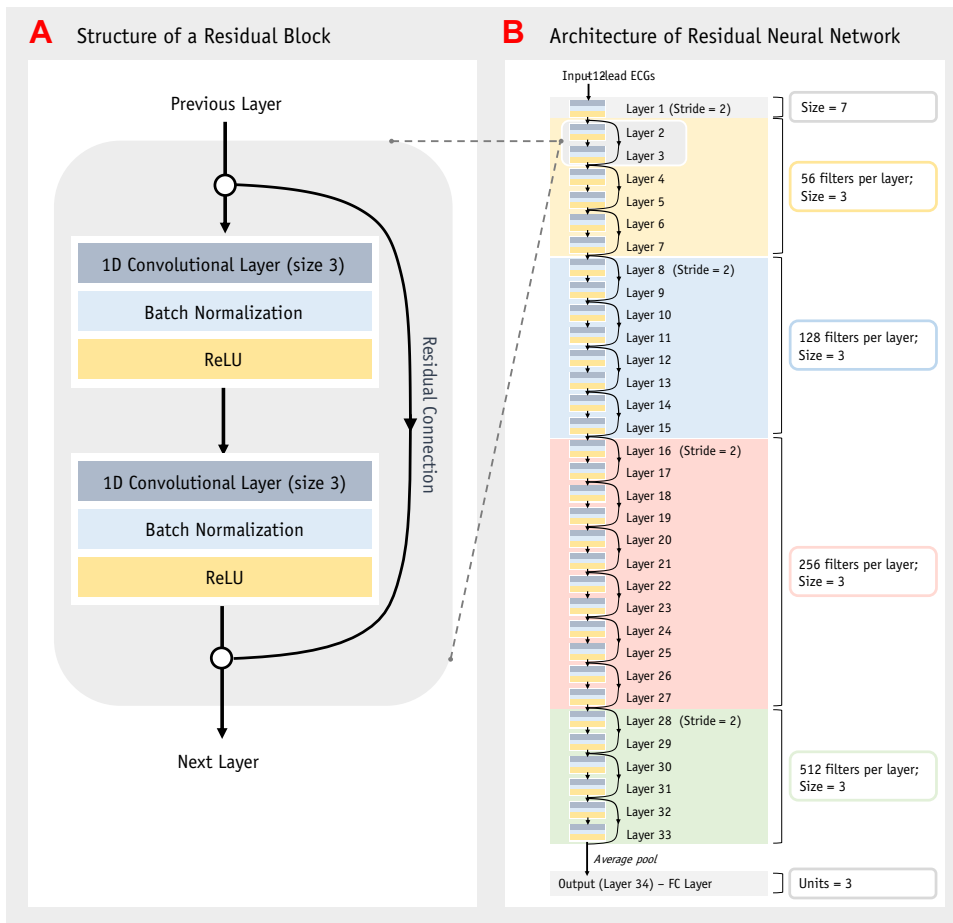 A Structure of a Residual Block
Previous Layer
1D Convolutional Layer (size 3)
Batch Normalization
ReLU
1D Convolutional Layer (size 3)
Batch Normalization
ReLU
Residual Connection
Next Layer
B Architecture of Residual Neural Network
Input12lead ECGs
Layer 1 (Stride = 2)
Layer 2
Layer 3
Layer 4
Layer 5
Layer 6
Layer 7
Layer 8 (Stride = 2)
Layer 9
Layer 10
Layer 11
Layer 12
Layer 13
Layer 14
Layer 15
Layer 16 (Stride = 2)
Layer 17
Layer 18
Layer 19
Layer 20
Layer 21
Layer 22
Layer 23
Layer 24
Layer 25
Layer 26
Layer 27
Layer 28 (Stride = 2)
Layer 29
Layer 30
Layer 31
Layer 32
Layer 33
Average pool
Output (Layer 34) – FC Layer
Size = 7
56 filters per layer;
Size = 3
128 filters per layer;
Size = 3
256 filters per layer;
Size = 3
512 filters per layer;
Size = 3
Units = 3